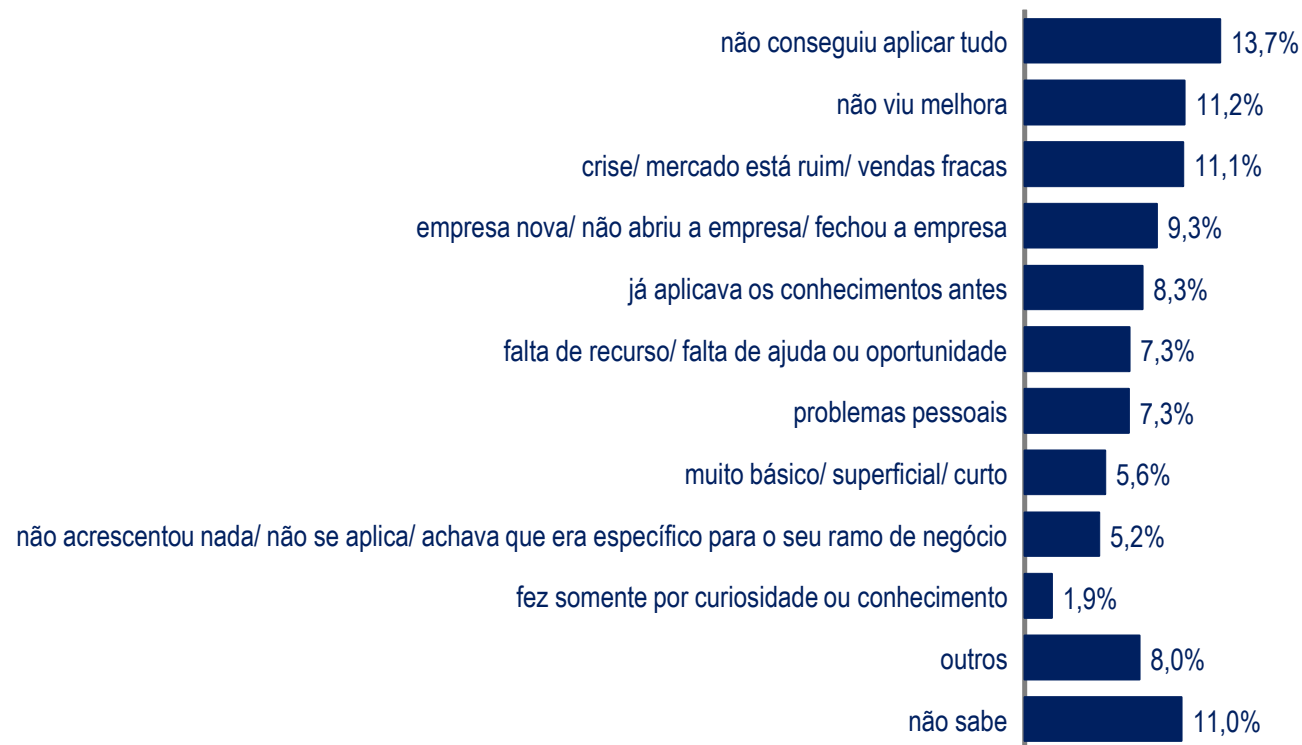 não conseguiu aplicar tudo 13,7%
não viu melhora 11,2%
crise/ mercado está ruim/ vendas fracas 11,1%
empresa nova/ não abriu a empresa/ fechou a empresa 9,3%
já aplicava os conhecimentos antes 8,3%
falta de recurso/ falta de ajuda ou oportunidade 7,3%
problemas pessoais 7,3%
muito básico/ superficial/ curto 5,6%
não acrescentou nada/ não se aplica/ achava que era específico para o seu ramo de negócio 5,2%
fez somente por curiosidade ou conhecimento 1,9%
outros 8,0%
não sabe 11,0%